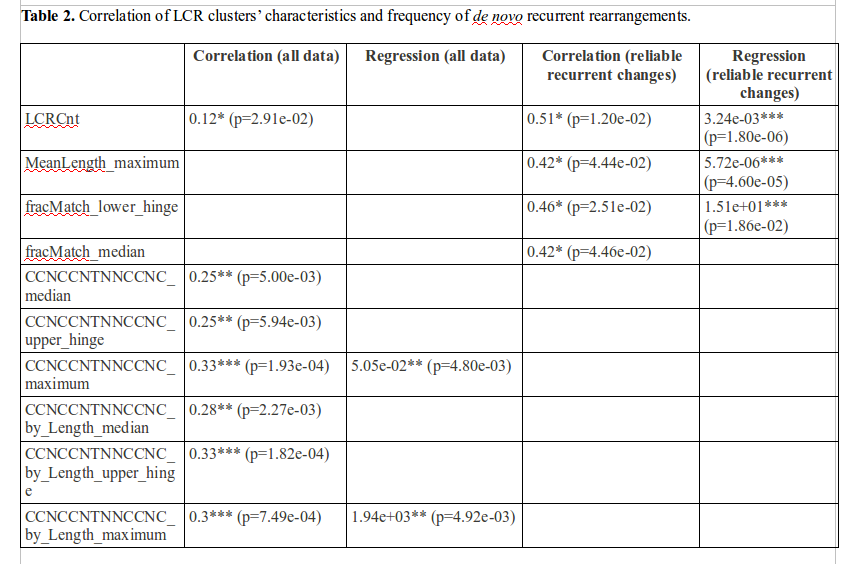 Table 2. Correlation of LCR clusters’ characteristics and frequency of de novo recurrent rearrangements.
Correlation (all data) Regression (all data) Correlation (reliable recurrent changes) Regression (reliable recurrent changes)
LCRCnt 0.12* (p=2.91e-02) 0.51* (p=1.20e-02) 3.24e-03*** (p=1.80e-06)
MeanLength_maximum 0.42* (p=4.44e-02) 5.72e-06*** (p=4.60e-05)
fracMatch_lower_hinge 0.46* (p=2.51e-02) 1.51e+01*** (p=1.86e-02)
fracMatch_median 0.42* (p=4.46e-02)
CCNCCNTNNCCNC_median 0.25** (p=5.00e-03)
CCNCCNTNNCCNC_upper_hinge 0.25** (p=5.94e-03)
CCNCCNTNNCCNC_maximum 0.33*** (p=1.93e-04) 5.05e-02** (p=4.80e-03)
CCNCCNTNNCCNC_by_Length_median 0.28** (p=2.27e-03)
CCNCCNTNNCCNC_by_Length_upper_hinge 0.33*** (p=1.82e-04)
CCNCCNTNNCCNC_by_Length_maximum 0.3*** (p=7.49e-04) 1.94e+03** (p=4.92e-03)